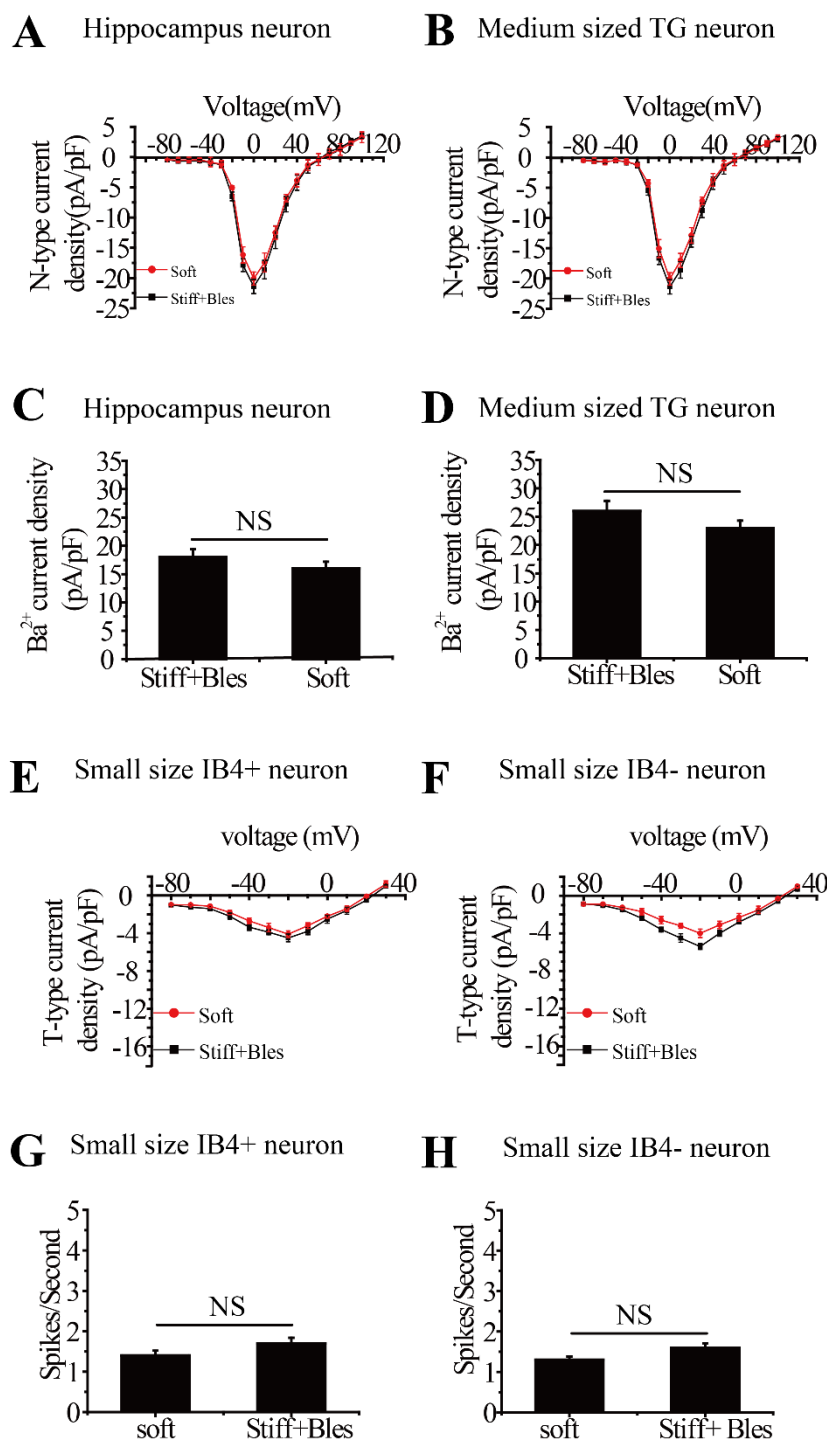 A Hippocampus neuron
Voltage(mV)
-80 -40 0 40 80 120
5
0
-5
-10
-15
-20
-25
N-type current
density(pA/pF)
Soft
Stiff+Bles
B Medium sized TG neuron
Voltage(mV)
-80 -40 0 40 80 120
5
0
-5
-10
-15
-20
-25
N-type current
density(pA/pF)
Soft
Stiff+Bles
C Hippocampus neuron
35
30
25
20
15
10
5
0
Ba2+ current density
(pA/pF)
NS
Stiff+Bles Soft
D Medium sized TG neuron
35
30
25
20
15
10
5
0
Ba2+ current density
(pA/pF)
NS
Stiff+Bles Soft
E Small size IB4+ neuron
voltage (mV)
-80 -40 0 40
0
-4
-8
-12
-16
T-type current
density (pA/pF)
Soft
Stiff+Bles
F Small size IB4- neuron
voltage (mV)
-80 -40 0 40
0
-4
-8
-12
-16
T-type current
density (pA/pF)
Soft
Stiff+Bles
G Small size IB4+ neuron
5
4
3
2
1
0
Spikes/Second
NS
soft Stiff+Bles
H Small size IB4- neuron
5
4
3
2
1
0
Spikes/Second
NS
soft Stiff+ Bles